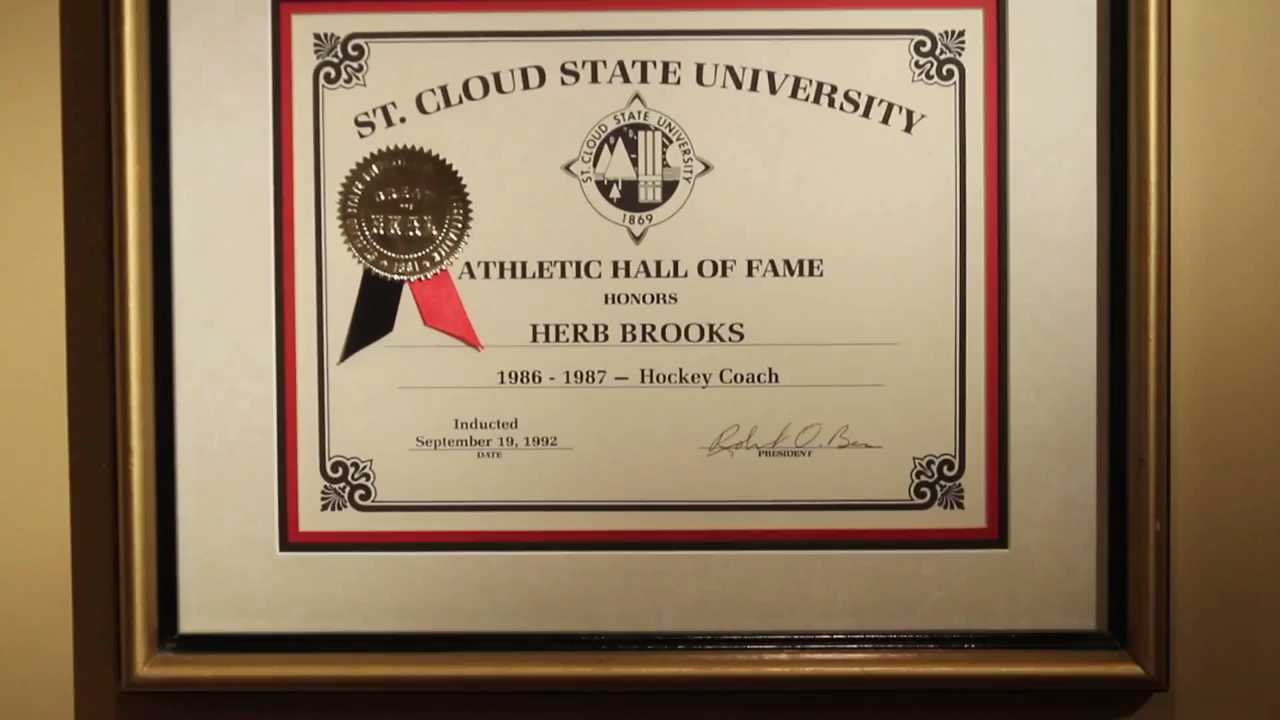 ST. CLOUD STATE UNIVERSITY
ST. CLOUD STATE UNIVERSITY
1869
ATHLETIC HALL OF FAME
HONORS
HERB BROOKS
1986 - 1987 — Hockey Coach
Inducted
September 19, 1992
DATE
PRESIDENT